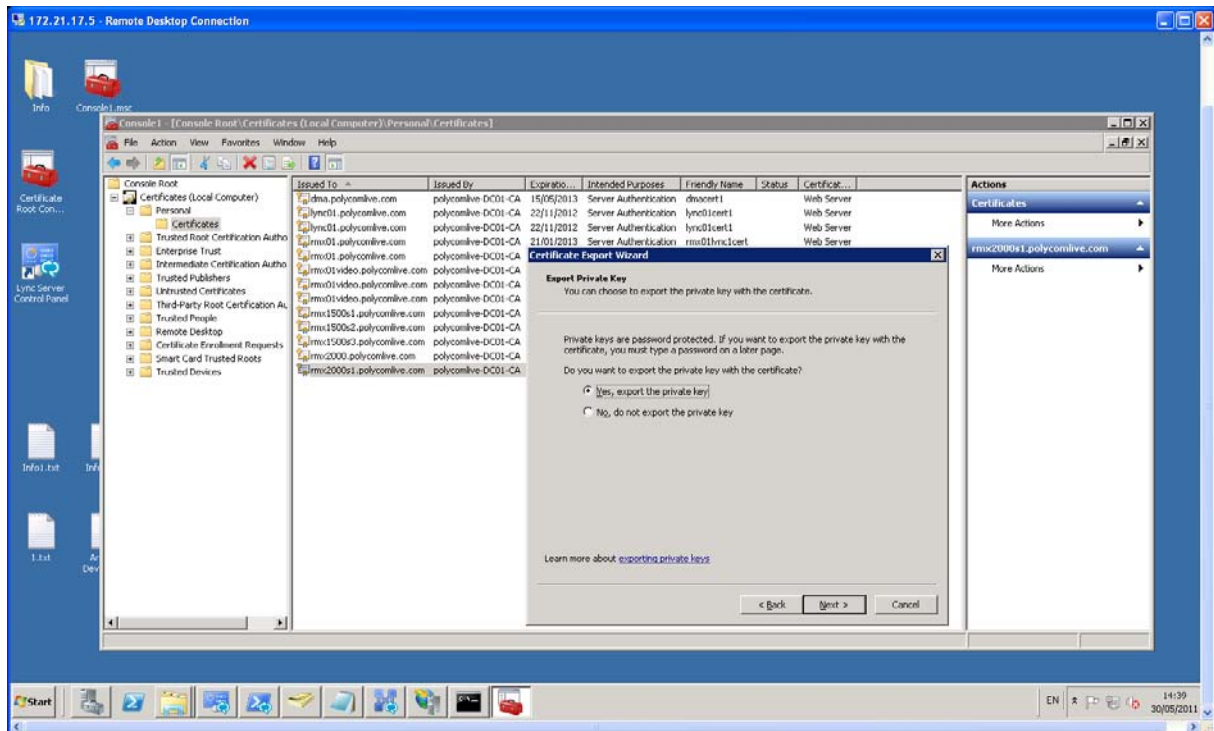 172.21.17.5 - Remote Desktop Connection
Info
Console1.msc
Certificate
Root Con...
Lync Server
Control Panel
Info1.txt
Info
1.txt
Ar
Dev
Console1 - [Console Root\Certificates (Local Computer)\Personal\Certificates]
File Action View Favorites Window Help
Console Root
Certificates (Local Computer)
Personal
Certificates
Trusted Root Certification Autho
Enterprise Trust
Intermediate Certification Autho
Trusted Publishers
Untrusted Certificates
Third-Party Root Certification Au
Trusted People
Remote Desktop
Certificate Enrollment Requests
Smart Card Trusted Roots
Trusted Devices
Issued To Issued By Expiratio... Intended Purposes Friendly Name Status Certificat...
dma.polycomlive.com polycomlive-DC01-CA 15/05/2013 Server Authentication dmacert1 Web Server
lync01.polycomlive.com polycomlive-DC01-CA 22/11/2012 Server Authentication lync01cert1 Web Server
lync01.polycomlive.com polycomlive-DC01-CA 22/11/2012 Server Authentication lync01cert1 Web Server
rmx01.polycomlive.com polycomlive-DC01-CA 21/01/2013 Server Authentication rmx01lync1cert Web Server
rmx01.polycomlive.com polycomlive-DC01-CA
rmx01video.polycomlive.com polycomlive-DC01-CA
rmx01video.polycomlive.com polycomlive-DC01-CA
rmx01video.polycomlive.com polycomlive-DC01-CA
rmx1500s1.polycomlive.com polycomlive-DC01-CA
rmx1500s2.polycomlive.com polycomlive-DC01-CA
rmx1500s3.polycomlive.com polycomlive-DC01-CA
rmx2000.polycomlive.com polycomlive-DC01-CA
rmx2000s1.polycomlive.com polycomlive-DC01-CA
Certificate Export Wizard
Export Private Key
You can choose to export the private key with the certificate.
Private keys are password protected. If you want to export the private key with the
certificate, you must type a password on a later page.
Do you want to export the private key with the certificate?
Yes, export the private key
No, do not export the private key
Learn more about exporting private keys
< Back Next > Cancel
Actions
Certificates
More Actions
rmx2000s1.polycomlive.com
More Actions
Start
EN
14:39
30/05/2011